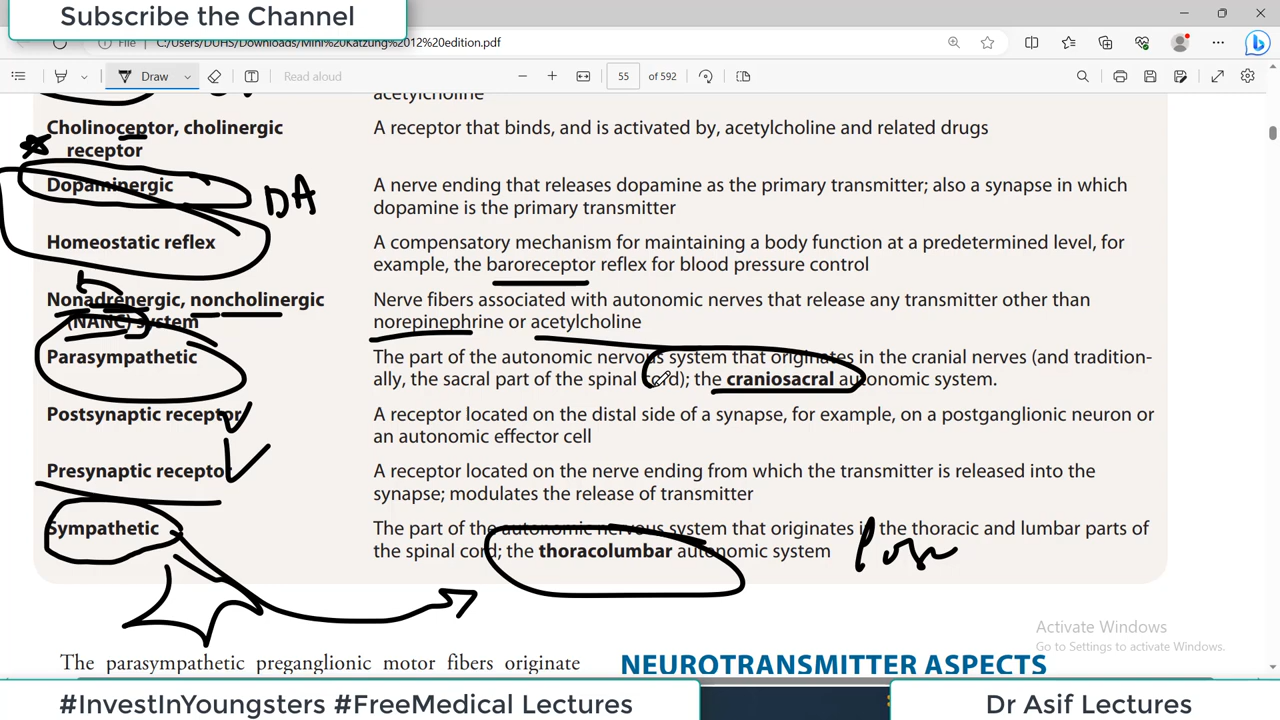 Subscribe the Channel
File C:/Users/DUHS/Downloads/Mini%20Katzung%2012%20edition.pdf
Draw Read aloud 55 of 592
acetylcholine
Cholinoceptor, cholinergic receptor
A receptor that binds, and is activated by, acetylcholine and related drugs
Dopaminergic DA
A nerve ending that releases dopamine as the primary transmitter; also a synapse in which
dopamine is the primary transmitter
Homeostatic reflex
A compensatory mechanism for maintaining a body function at a predetermined level, for
example, the baroreceptor reflex for blood pressure control
Nonadrenergic, noncholinergic
(NANC) system
Nerve fibers associated with autonomic nerves that release any transmitter other than
norepinephrine or acetylcholine
Parasympathetic
The part of the autonomic nervous system that originates in the cranial nerves (and tradition-
ally, the sacral part of the spinal cord); the craniosacral autonomic system.
Postsynaptic receptor
A receptor located on the distal side of a synapse, for example, on a postganglionic neuron or
an autonomic effector cell
Presynaptic receptor
A receptor located on the nerve ending from which the transmitter is released into the
synapse; modulates the release of transmitter
Sympathetic
The part of the autonomic nervous system that originates in the thoracic and lumbar parts of
the spinal cord; the thoracolumbar autonomic system
Activate Windows
Go to Settings to activate Windows.
The parasympathetic preganglionic motor fibers originate
NEUROTRANSMITTER ASPECTS
#InvestInYoungsters #FreeMedical Lectures
Dr Asif Lectures